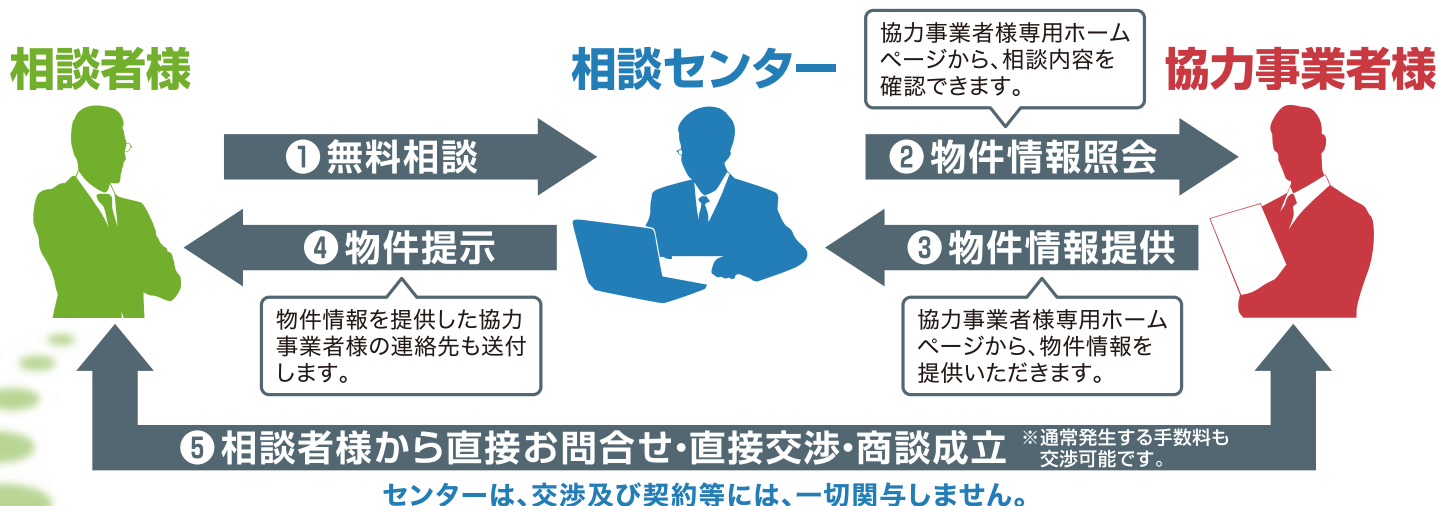 相談者様
相談センター
協力事業者様
協力事業者様専用ホーム
ページから、相談内容を
確認できます。
❶無料相談
❷物件情報照会
❹物件提示
❸物件情報提供
物件情報を提供した協力
事業者様の連絡先も送付
します。
協力事業者様専用ホーム
ページから、物件情報を
提供いただきます。
❺相談者様から直接お問合せ・直接交渉・商談成立
※通常発生する手数料も
交渉可能です。
センターは、交渉及び契約等には、一切関与しません。